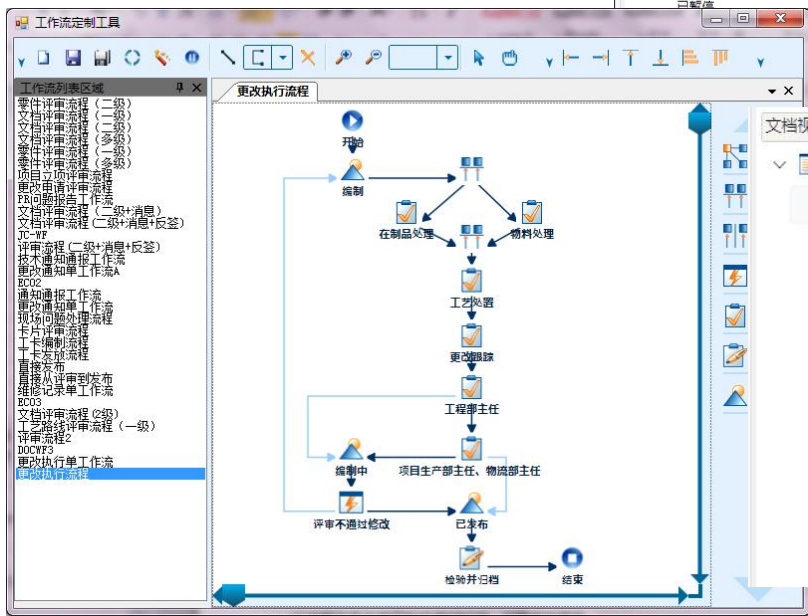 已暂停
工作流定制工具
工作流列表区域
零件评审流程（二级）
文档评审流程（一级）
文档评审流程（二级）
文档评审流程（多级）
零件评审流程（一级）
零件评审流程（多级）
项目立项评审流程
更改申请评审流程
PR问题报告工作流
文档评审流程（二级+消息）
文档评审流程(二级+消息+反签)
JC-WF
评审流程(二级+消息+反签)
技术通知通报工作流
更改通知单工作流A
ECO2
通知通报工作流
更改通知单工作流
现场问题处理流程
卡片评审流程
工卡编制流程
工卡发放流程
直接发布
直接从评审到发布
维修记录单工作流
ECO3
文档评审流程(2级)
工艺路线评审流程（一级）
评审流程2
DOCWF3
更改执行单工作流
更改执行流程
更改执行流程
开始
编制
在制品处理
物料处理
工艺处置
更改跟踪
工程部主任
编制中
项目生产部主任、物流部主任
评审不通过修改
已发布
检验并归档
结束
文档视